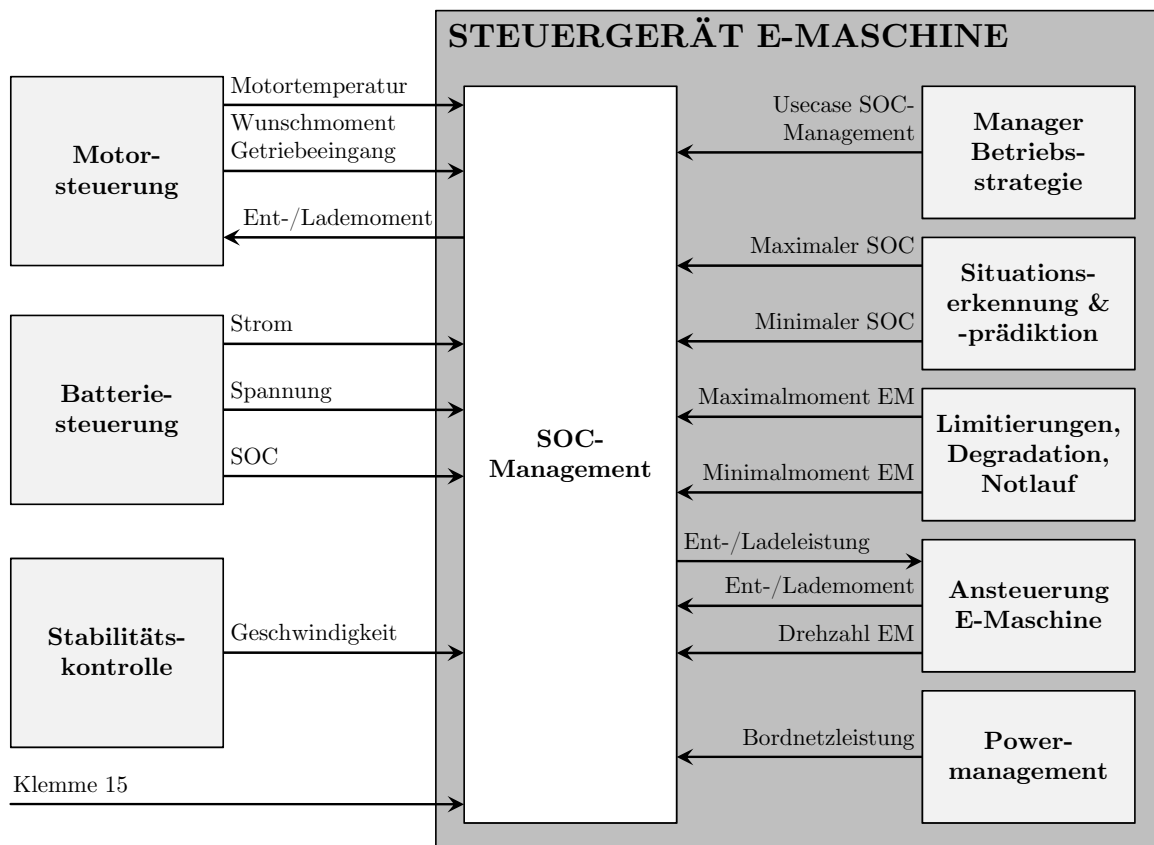 STEUERGERÄT E-MASCHINE
Motor-
steuerung
Motortemperatur
Wunschmoment
Getriebeeingang
Ent-/Lademoment
Batterie-
steuerung
Strom
Spannung
SOC
Stabilitäts-
kontrolle
Geschwindigkeit
Klemme 15
SOC-
Management
Usecase SOC-
Management
Manager
Betriebs-
strategie
Maximaler SOC
Minimaler SOC
Situations-
erkennung &
-prädiktion
Maximalmoment EM
Minimalmoment EM
Limitierungen,
Degradation,
Notlauf
Ent-/Ladeleistung
Ent-/Lademoment
Drehzahl EM
Ansteuerung
E-Maschine
Bordnetzleistung
Power-
management